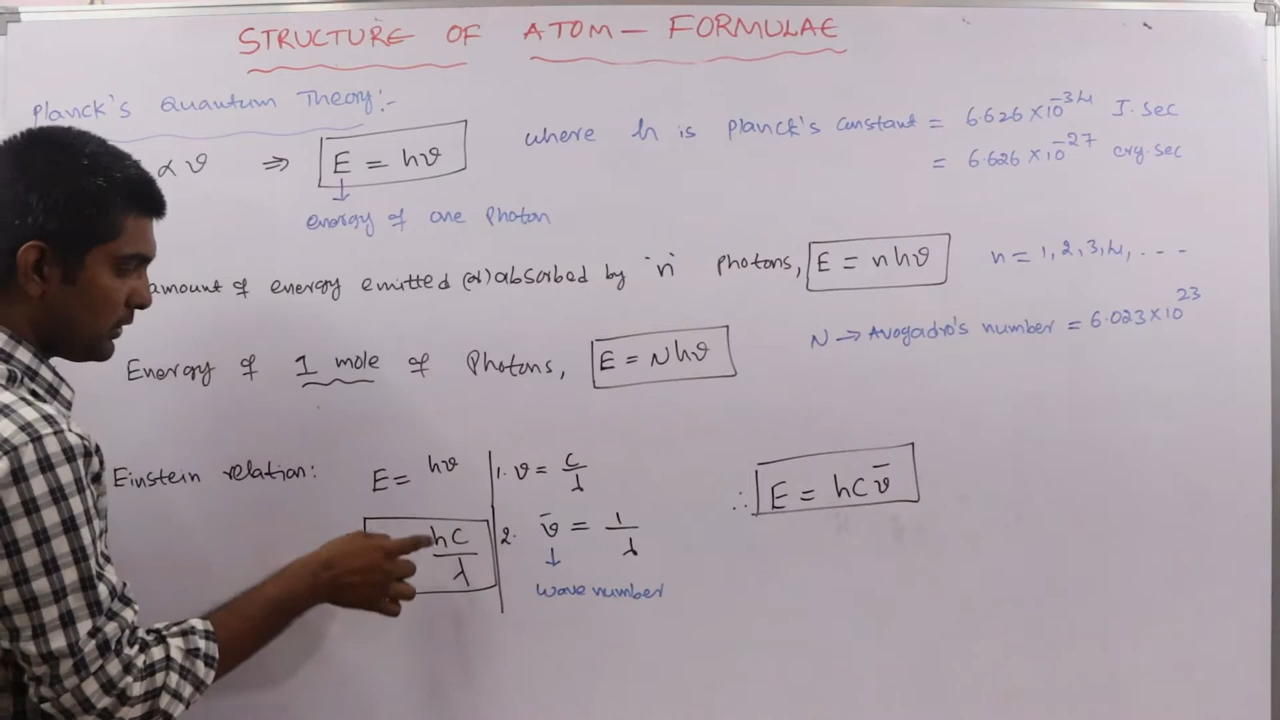 STRUCTURE OF ATOM - FORMULAE
Planck's Quantum Theory:-
∝ ϑ ⇒ E = hϑ
where h is planck's constant = 6.626 × 10^-34 J.sec
= 6.626 × 10^-27 erg.sec
↓
energy of one photon
amount of energy emitted (or) absorbed by 'n' photons, E = nhϑ n = 1, 2, 3, 4, . - - -
Energy of 1 mole of Photons, E = Nhϑ N → Avogadro's number = 6.023 × 10^23
Einstein relation: E = hϑ
hC/λ
1. ϑ = C/λ
2. ϑ̄ = 1/λ
↓
wave number
∴ E = hCϑ̄